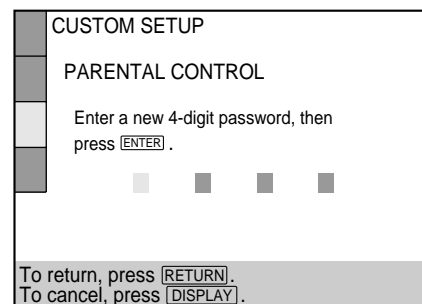 CUSTOM SETUP
PARENTAL CONTROL
Enter a new 4-digit password, then
press ENTER .
To return, press RETURN.
To cancel, press DISPLAY .